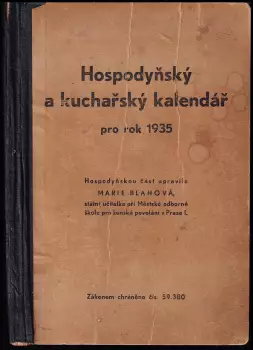 Hospodyňský
a kuchařský kalendář
pro rok 1935
Hospodyňskou část upravila
MARIE BLAHOVÁ,
státní učitelka při Městské odborné
škole pro ženská povolání v Praze I.
Zákonem chráněno čís. 59.380